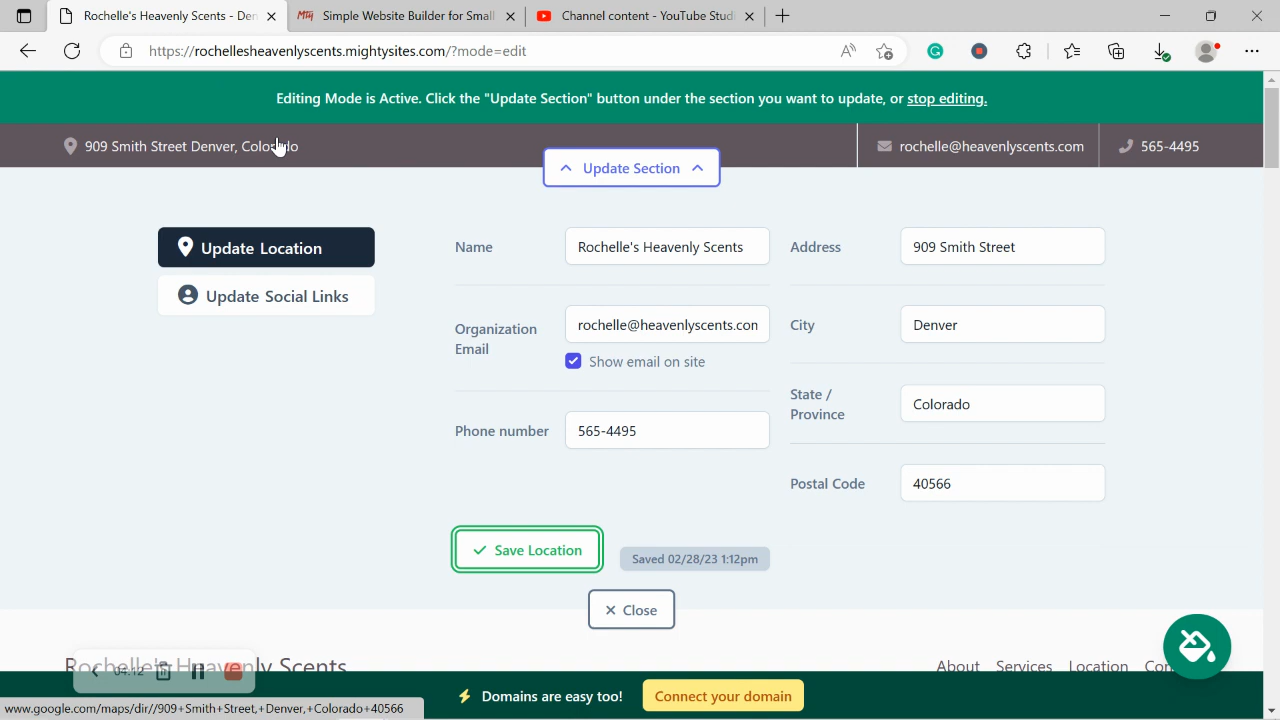 Rochelle's Heavenly Scents - Den
Simple Website Builder for Small
Channel content - YouTube Studi
https://rochellesheavenlyscents.mightysites.com/?mode=edit
Editing Mode is Active. Click the "Update Section" button under the section you want to update, or stop editing.
909 Smith Street Denver, Colorado
rochelle@heavenlyscents.com
565-4495
Update Section
Update Location
Update Social Links
Name
Rochelle's Heavenly Scents
Address
909 Smith Street
Organization
Email
rochelle@heavenlyscents.con
Show email on site
City
Denver
State /
Province
Colorado
Phone number
565-4495
Postal Code
40566
Save Location
Saved 02/28/23 1:12pm
Close
Rochelle's Heavenly Scents
About
Services
Location
Con
04:12
Domains are easy too!
Connect your domain
www.google.com/maps/dir//909+Smith+Street,+Denver,+Colorado+40566